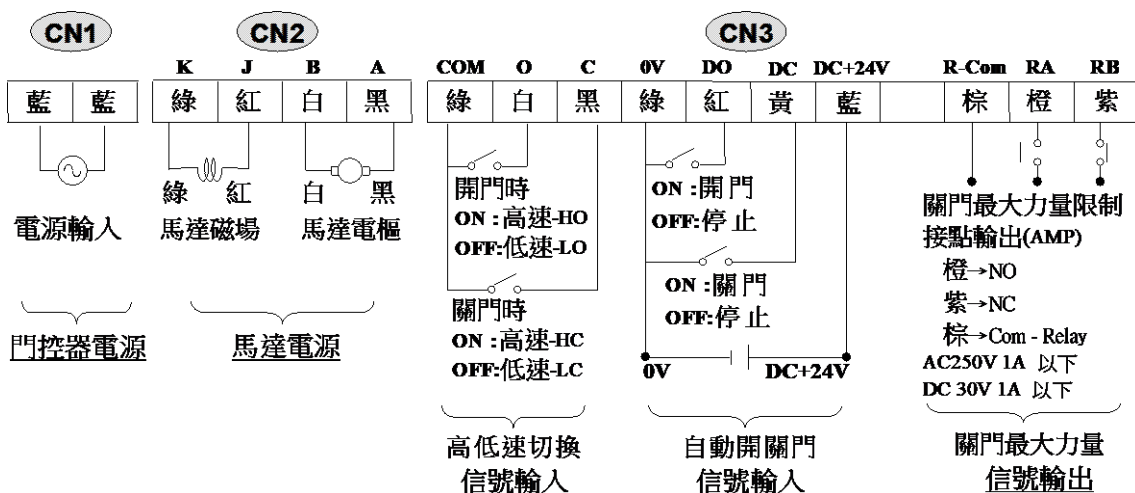 CN1 CN2 CN3
K J B A COM O C 0V DO DC DC+24V R-Com RA RB
藍 藍 綠 紅 白 黑 綠 白 黑 綠 紅 黃 藍 棕 橙 紫
綠 紅 白 黑
電源輸入 馬達磁場 馬達電樞
門控器電源 馬達電源
開門時
ON :高速-HO
OFF:低速-LO
關門時
ON :高速-HC
OFF:低速-LC
高低速切換
信號輸入
ON :開門
OFF:停止
ON :關門
OFF:停止
0V DC+24V
自動開關門
信號輸入
關門最大力量限制
接點輸出(AMP)
橙→NO
紫→NC
棕→Com - Relay
AC250V 1A 以下
DC 30V 1A 以下
關門最大力量
信號輸出